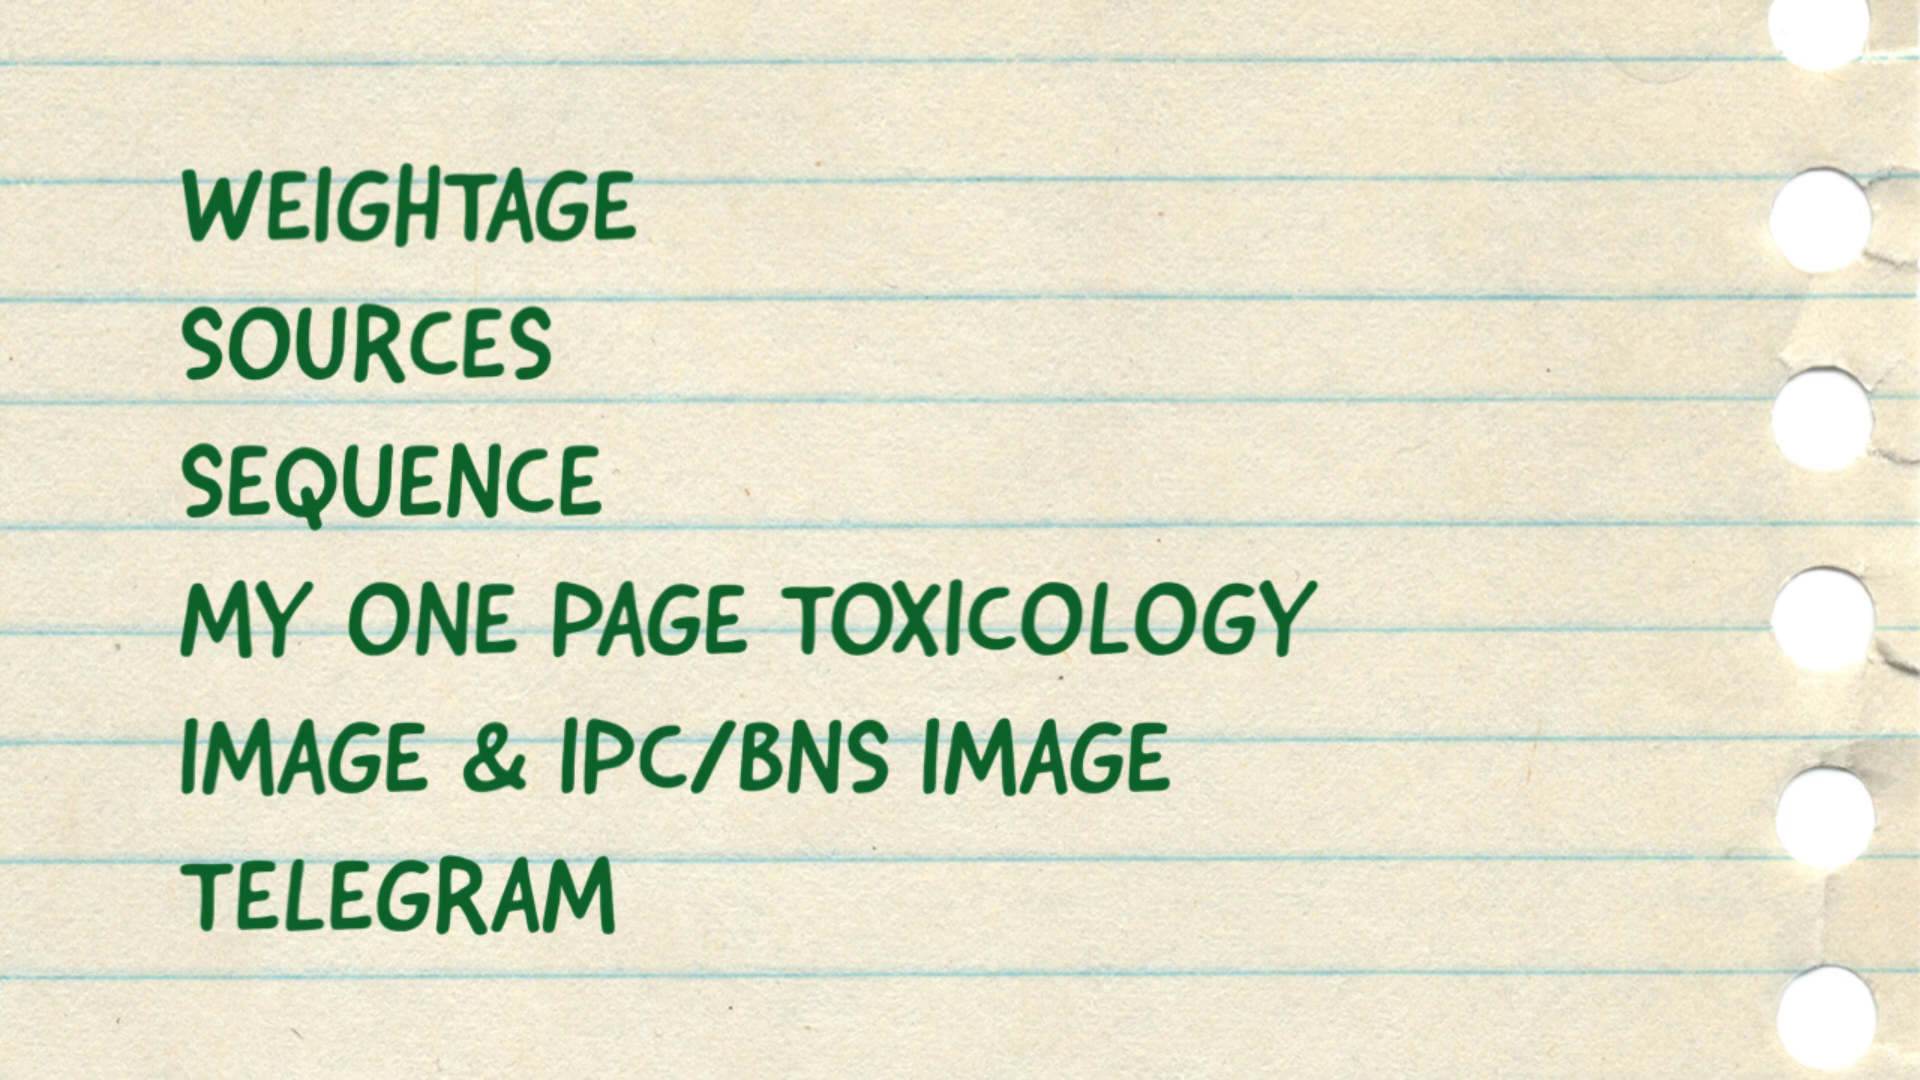 WEIGHTAGE
SOURCES
SEQUENCE
MY ONE PAGE TOXICOLOGY
IMAGE & IPC/BNS IMAGE
TELEGRAM